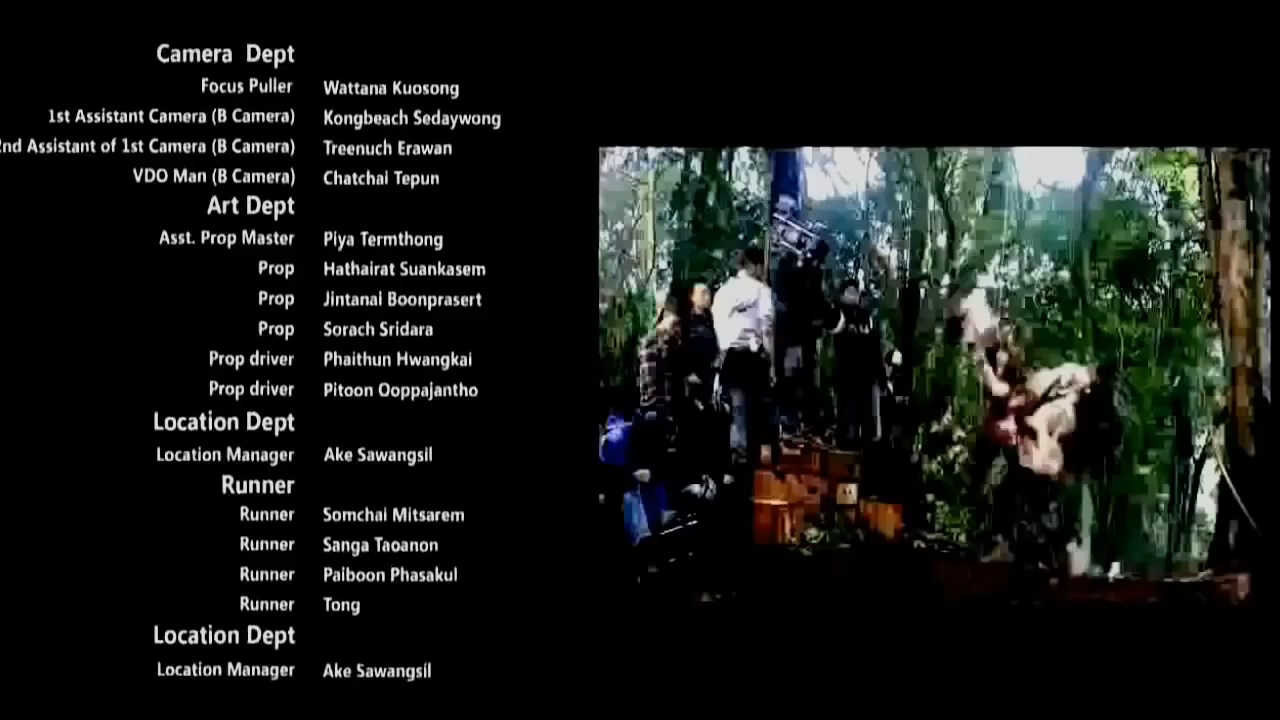 Camera Dept
Focus Puller Wattana Kuosong
1st Assistant Camera (B Camera) Kongbeach Sedaywong
2nd Assistant of 1st Camera (B Camera) Treenuch Erawan
VDO Man (B Camera) Chatchai Tepun
Art Dept
Asst. Prop Master Piya Termthong
Prop Hathairat Suankasem
Prop Jintanai Boonprasert
Prop Sorach Sridara
Prop driver Phaithun Hwangkai
Prop driver Pitoon Ooppajantho
Location Dept
Location Manager Ake Sawangsil
Runner
Runner Somchai Mitsarem
Runner Sanga Taoanon
Runner Paiboon Phasakul
Runner Tong
Location Dept
Location Manager Ake Sawangsil